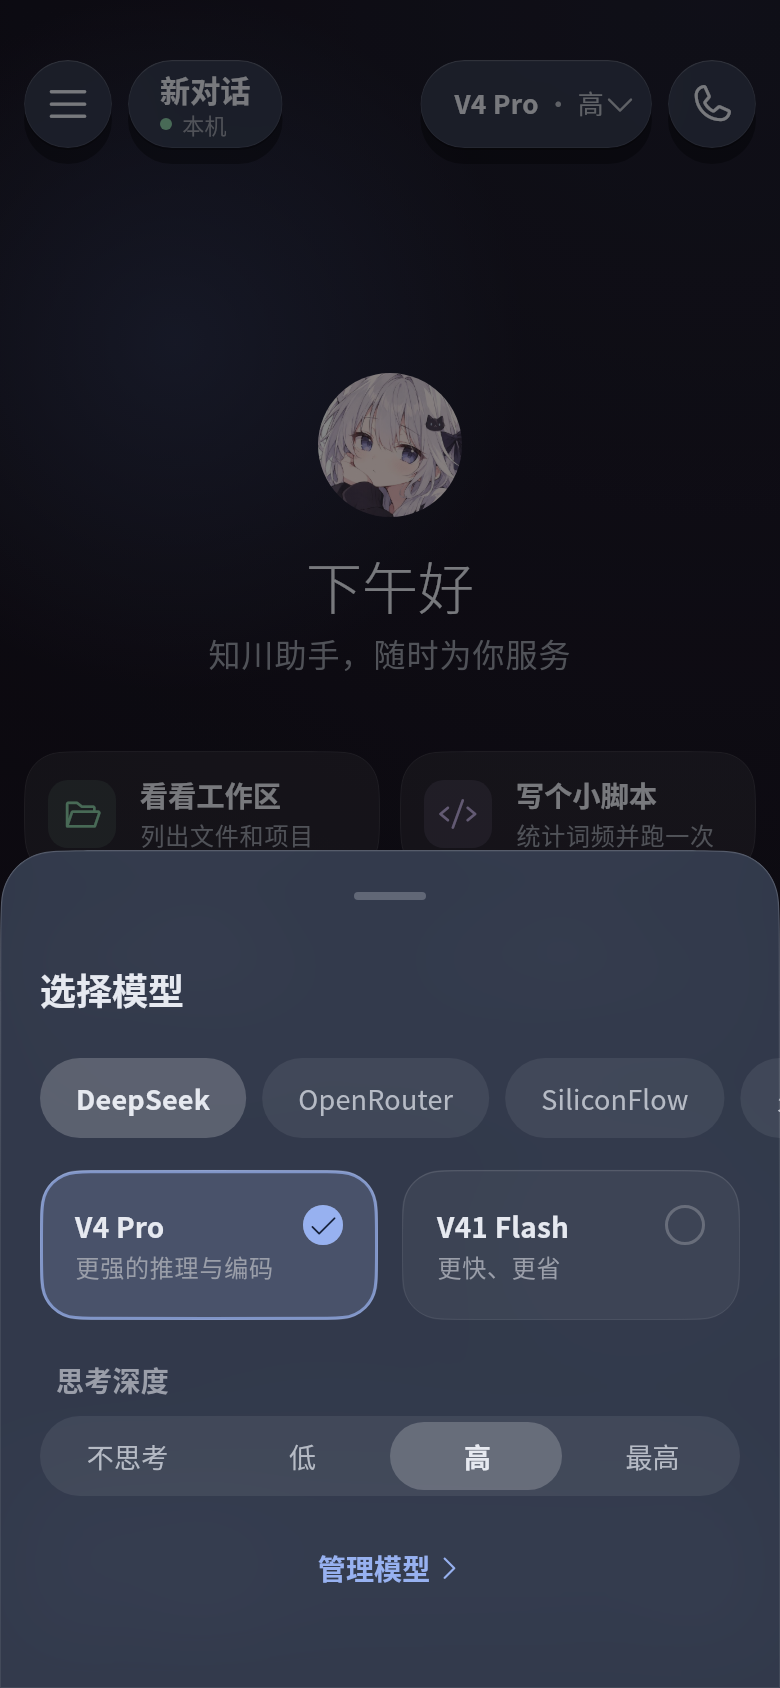 新对话
本机
V4 Pro · 高
下午好
知川助手，随时为你服务
看看工作区
列出文件和项目
写个小脚本
统计词频并跑一次
选择模型
DeepSeek
OpenRouter
SiliconFlow
V4 Pro
更强的推理与编码
V41 Flash
更快、更省
思考深度
不思考
低
高
最高
管理模型